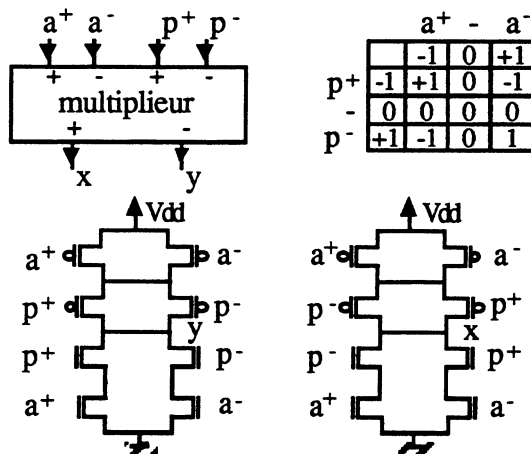 a+ a- p+ p-
+ - + -
multiplieur
+ -
x y
a+ - a-
-1 0 +1
p+ -1 +1 0 -1
- 0 0 0 0
p- +1 -1 0 1
Vdd
a+ a-
p+ p-
y
p+ p-
a+ a-
Vdd
a+ a-
p- p+
x
p- p+
a+ a-